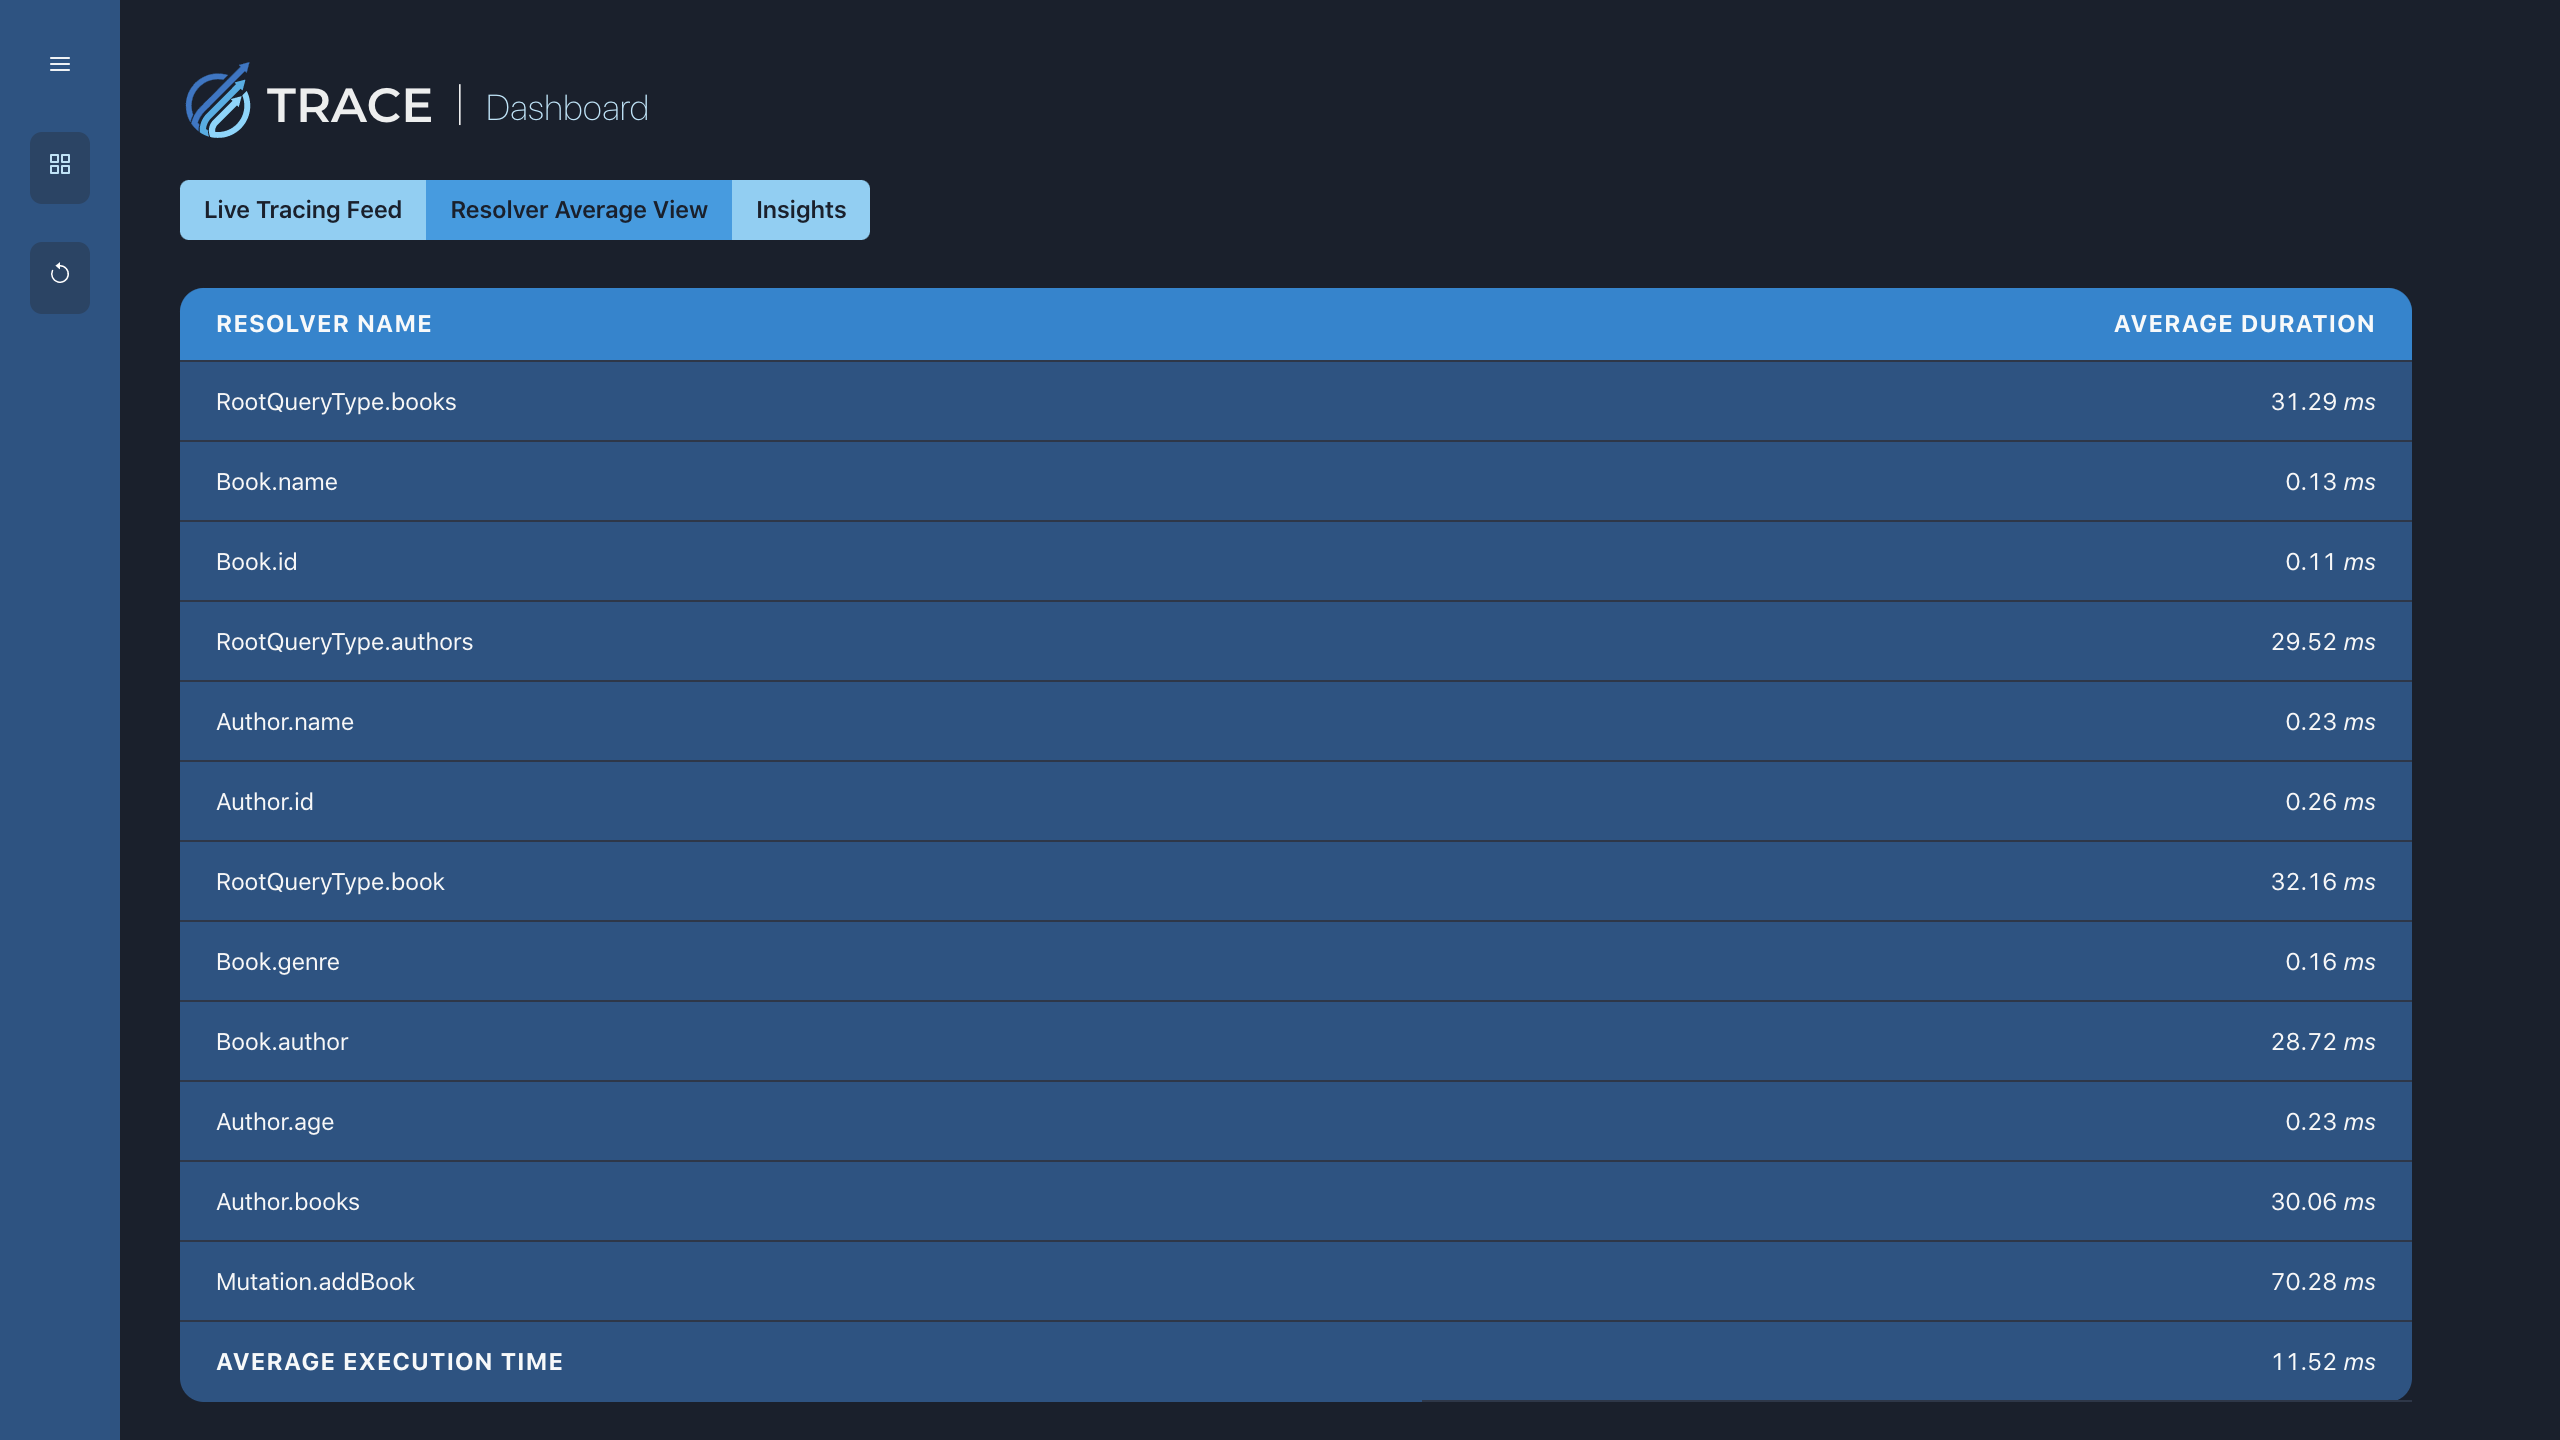 TRACE | Dashboard
Live Tracing Feed Resolver Average View Insights
RESOLVER NAME AVERAGE DURATION
RootQueryType.books 31.29 ms
Book.name 0.13 ms
Book.id 0.11 ms
RootQueryType.authors 29.52 ms
Author.name 0.23 ms
Author.id 0.26 ms
RootQueryType.book 32.16 ms
Book.genre 0.16 ms
Book.author 28.72 ms
Author.age 0.23 ms
Author.books 30.06 ms
Mutation.addBook 70.28 ms
AVERAGE EXECUTION TIME 11.52 ms